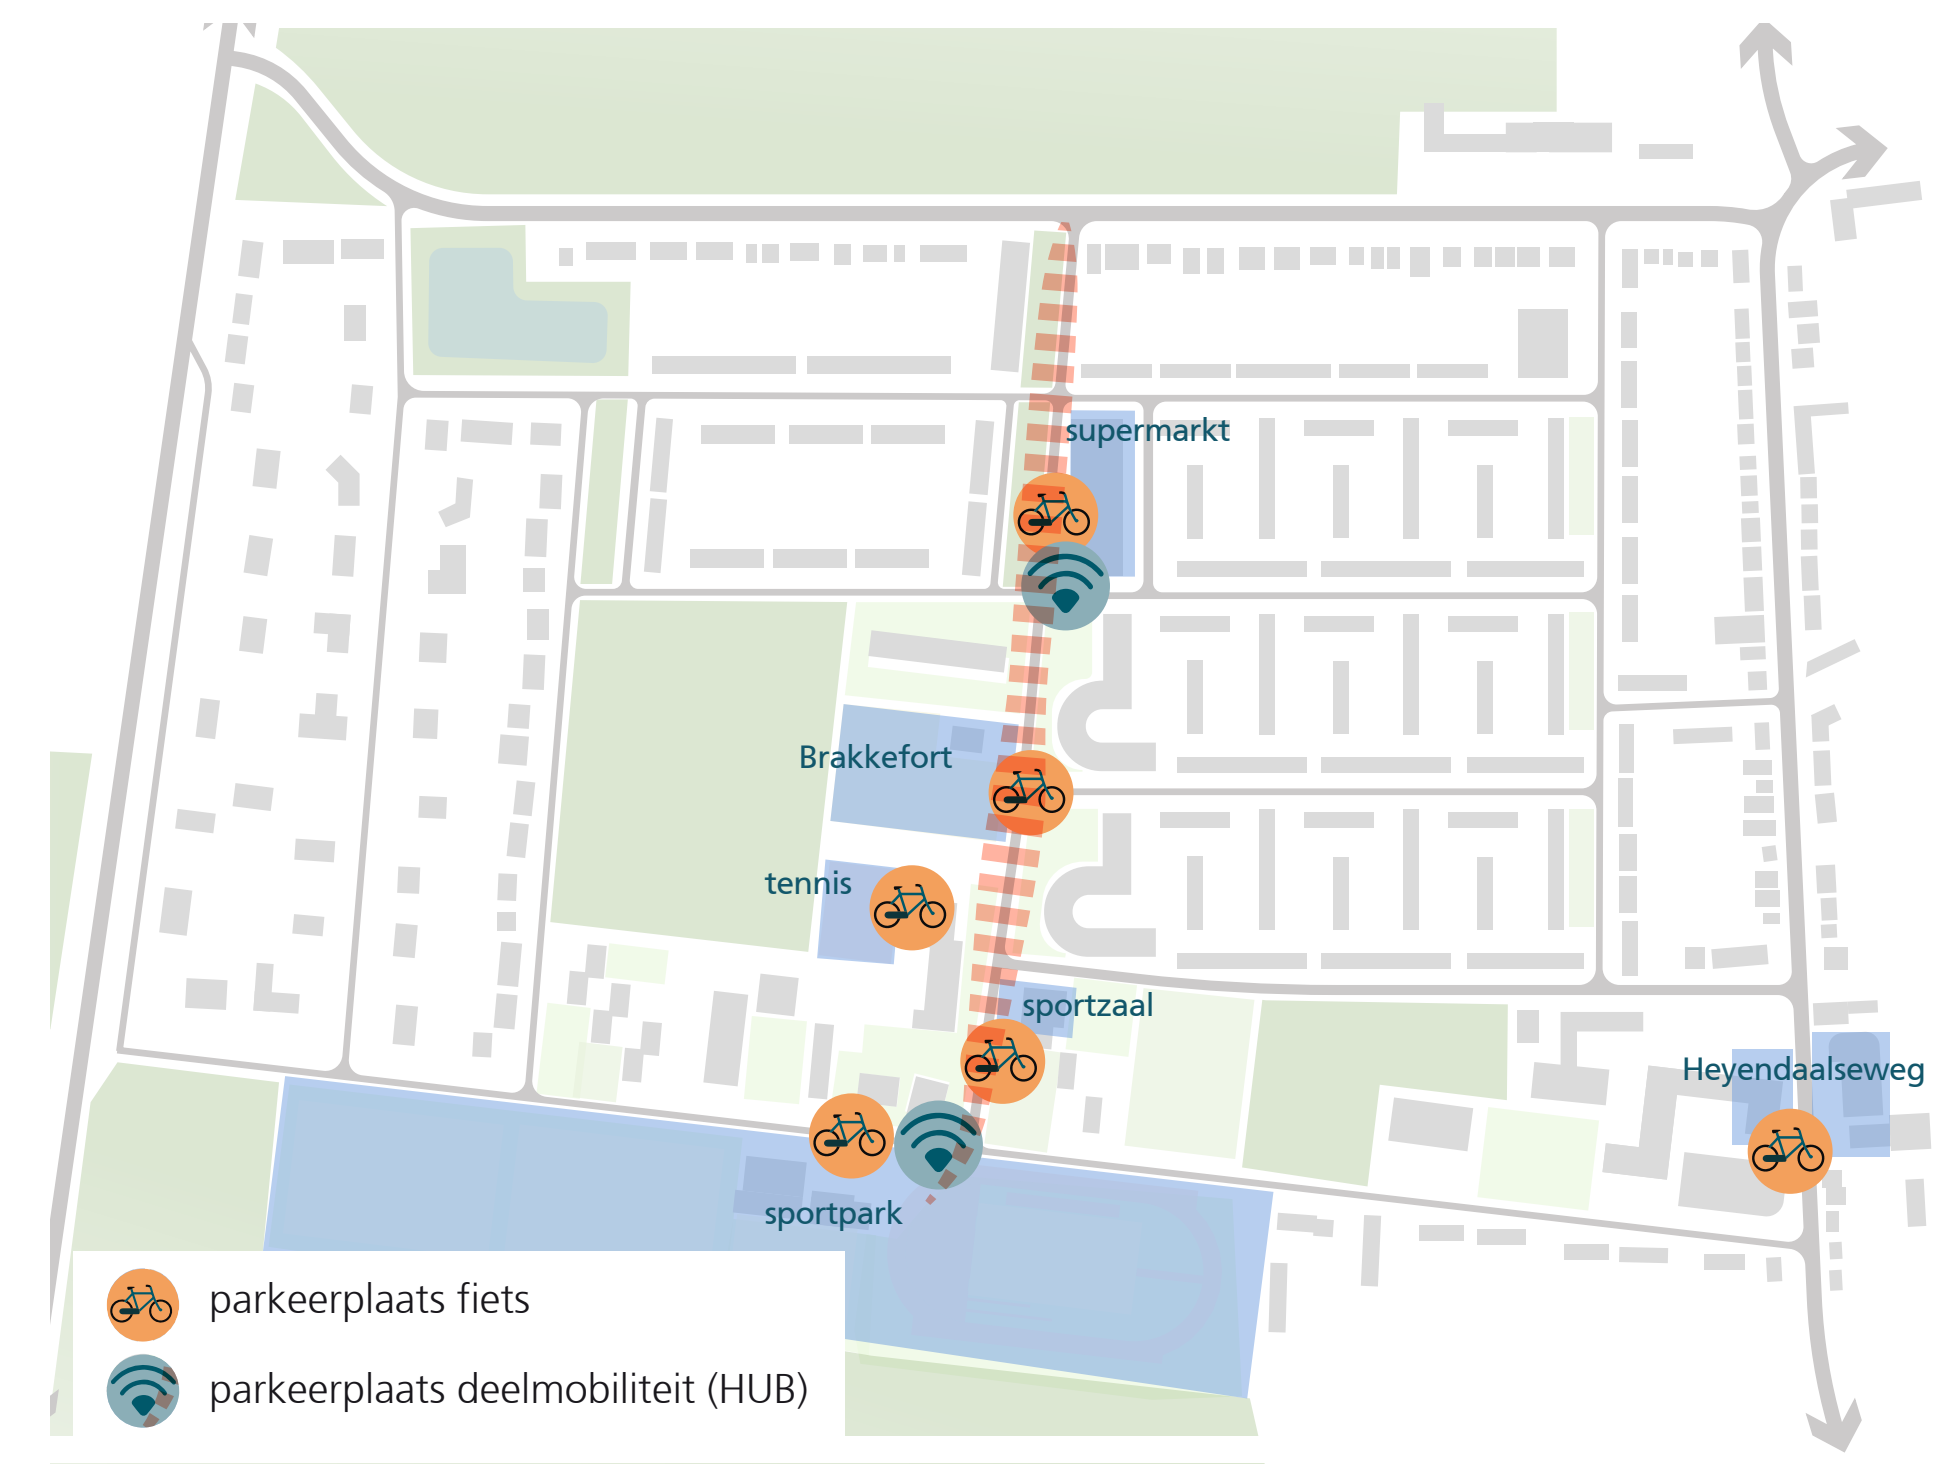 supermarkt
Brakkefort
tennis
sportzaal
Heyendaalseweg
sportpark
parkeerplaats fiets
parkeerplaats deelmobiliteit (HUB)